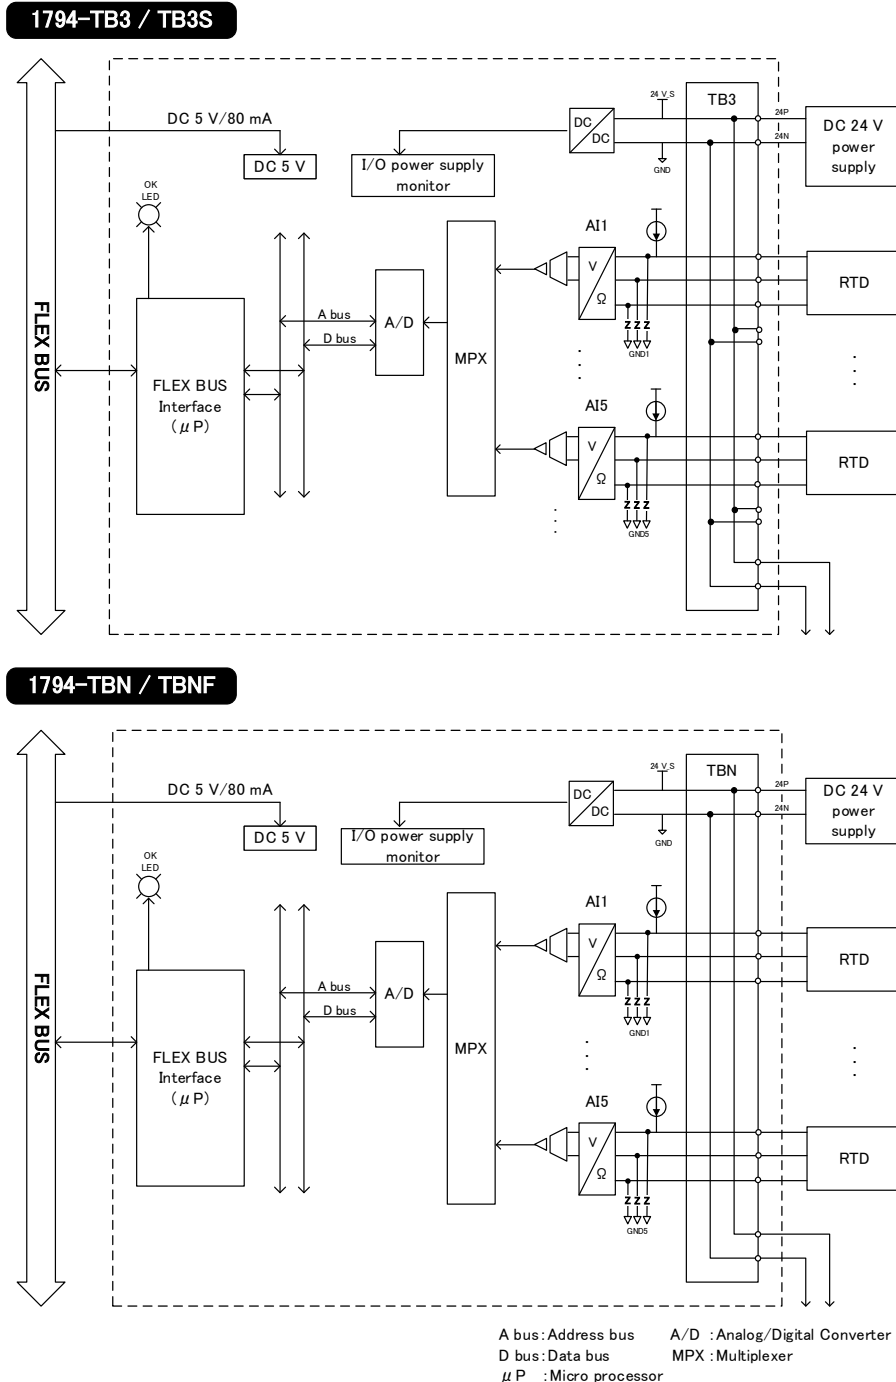 1794-TB3 / TB3S
DC 5 V/80 mA
24 V_S
TB3
24P
DC 24 V
power
supply
DC
DC
24N
DC 5 V
I/O power supply
monitor
GND
OK
LED
AI1
V
Ω
RTD
FLEX BUS
A bus
A/D
D bus
GND1
MPX
FLEX BUS
Interface
(μP)
AI5
V
Ω
RTD
GND5
1794-TBN / TBNF
DC 5 V/80 mA
24 V_S
TBN
24P
DC 24 V
power
supply
DC
DC
24N
DC 5 V
I/O power supply
monitor
GND
OK
LED
AI1
V
Ω
RTD
FLEX BUS
A bus
A/D
D bus
GND1
MPX
FLEX BUS
Interface
(μP)
AI5
V
Ω
RTD
GND5
A bus:Address bus A/D :Analog/Digital Converter
D bus:Data bus MPX :Multiplexer
μP :Micro processor